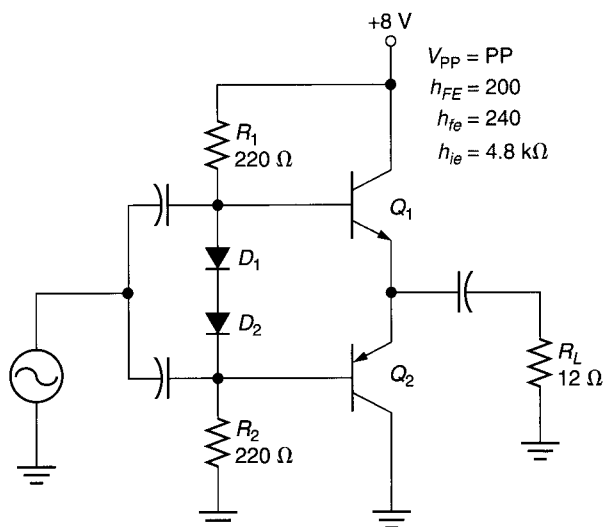 +8 V
V_PP = PP
h_FE = 200
h_fe = 240
h_ie = 4.8 kΩ
R_1
220 Ω
Q_1
D_1
D_2
Q_2
R_L
12 Ω
R_2
220 Ω